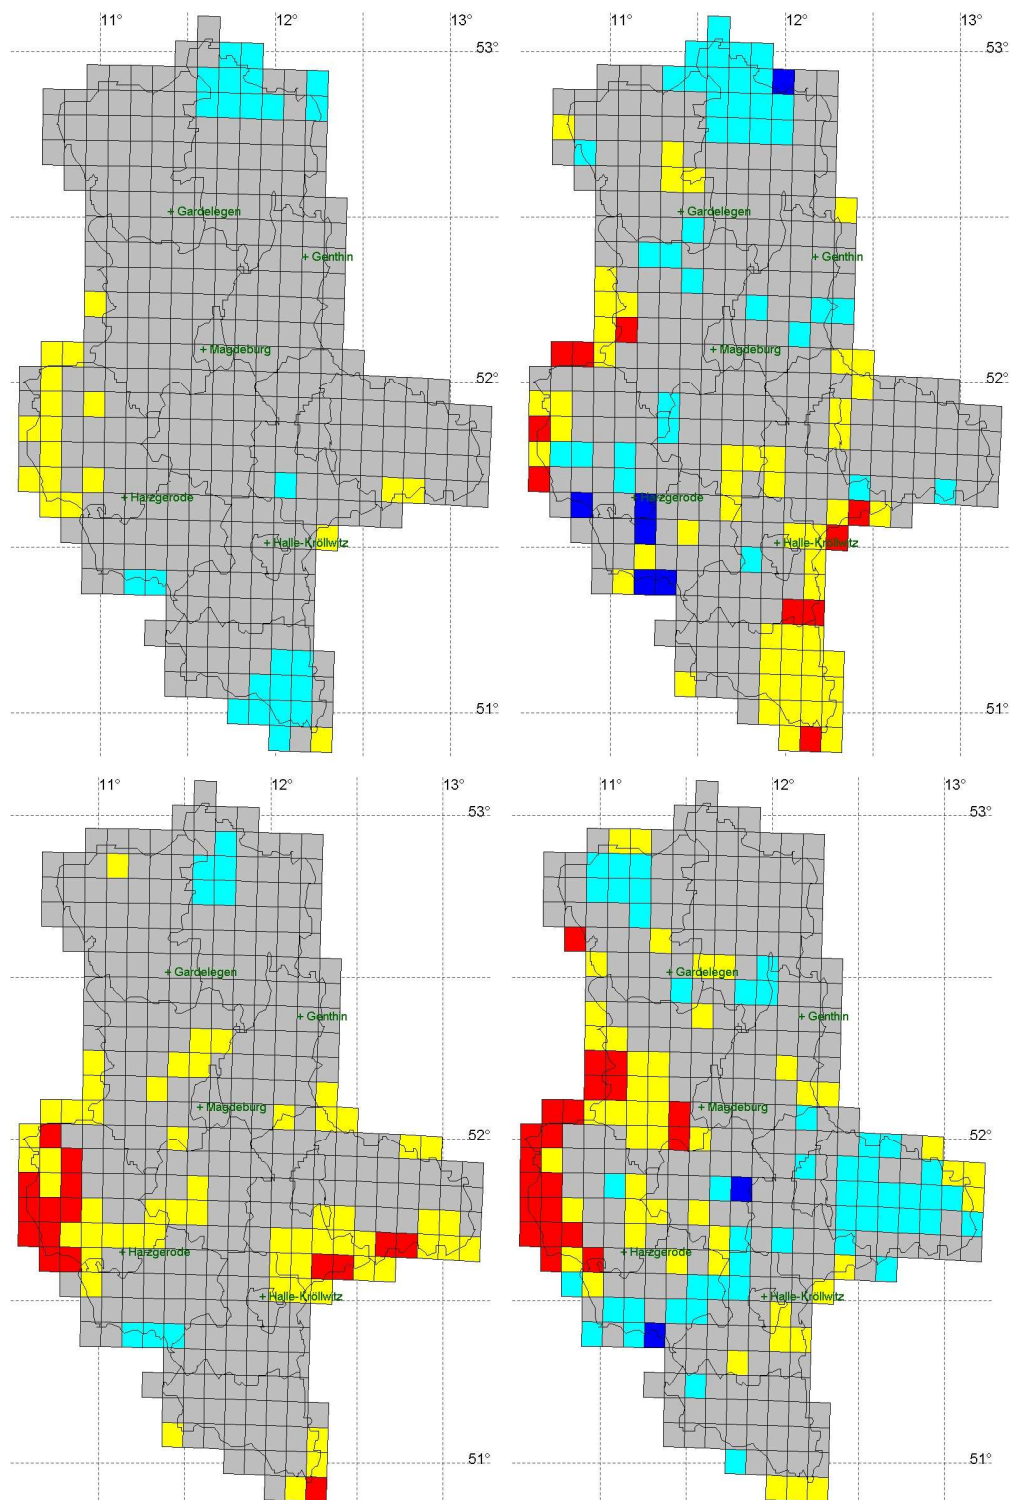 11° 12° 13°
53°
Gardelegen
Genthin
Magdeburg
52°
Harzgerode
Halle-Kröllwitz
51°
11° 12° 13°
53°
Gardelegen
Genthin
Magdeburg
52°
Harzgerode
Halle-Kröllwitz
51°
11° 12° 13°
53°
Gardelegen
Genthin
Magdeburg
52°
Harzgerode
Halle-Kröllwitz
51°
11° 12° 13°
53°
Gardelegen
Genthin
Magdeburg
52°
Harzgerode
Halle-Kröllwitz
51°